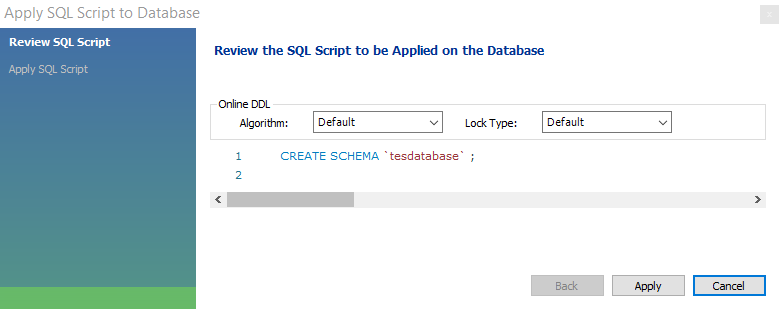 Apply SQL Script to Database
x
Review SQL Script
Apply SQL Script
Review the SQL Script to be Applied on the Database
Online DDL
Algorithm: Default Lock Type: Default
1 CREATE SCHEMA `tesdatabase` ;
2
Back Apply Cancel